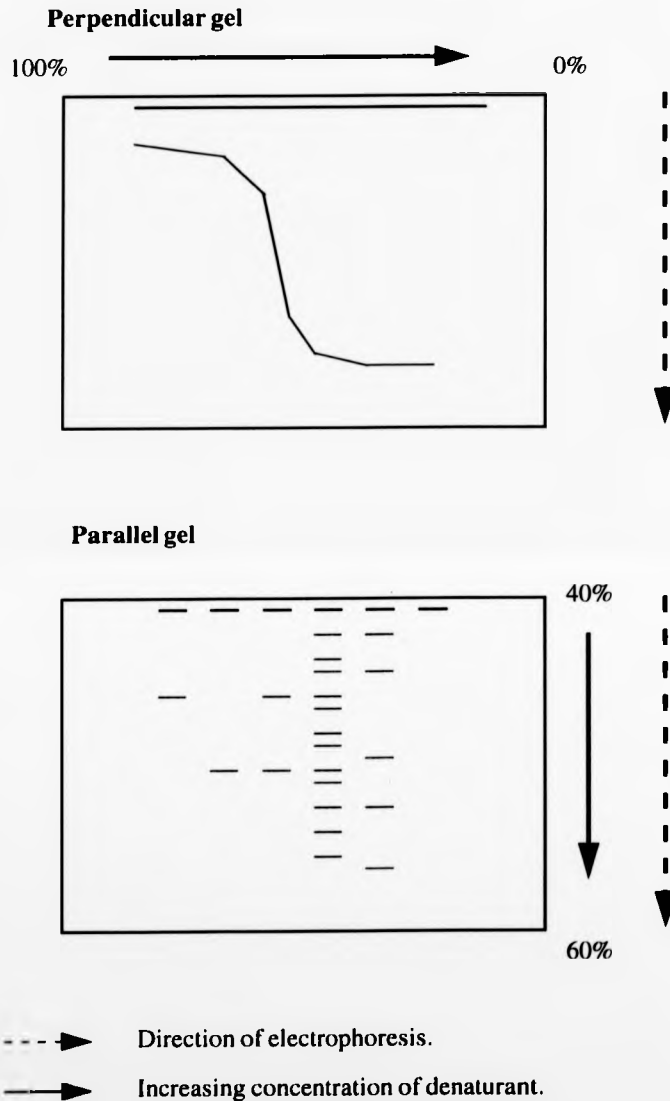 Perpendicular gel
100%
0%
Parallel gel
40%
60%
Direction of electrophoresis.
Increasing concentration of denaturant.